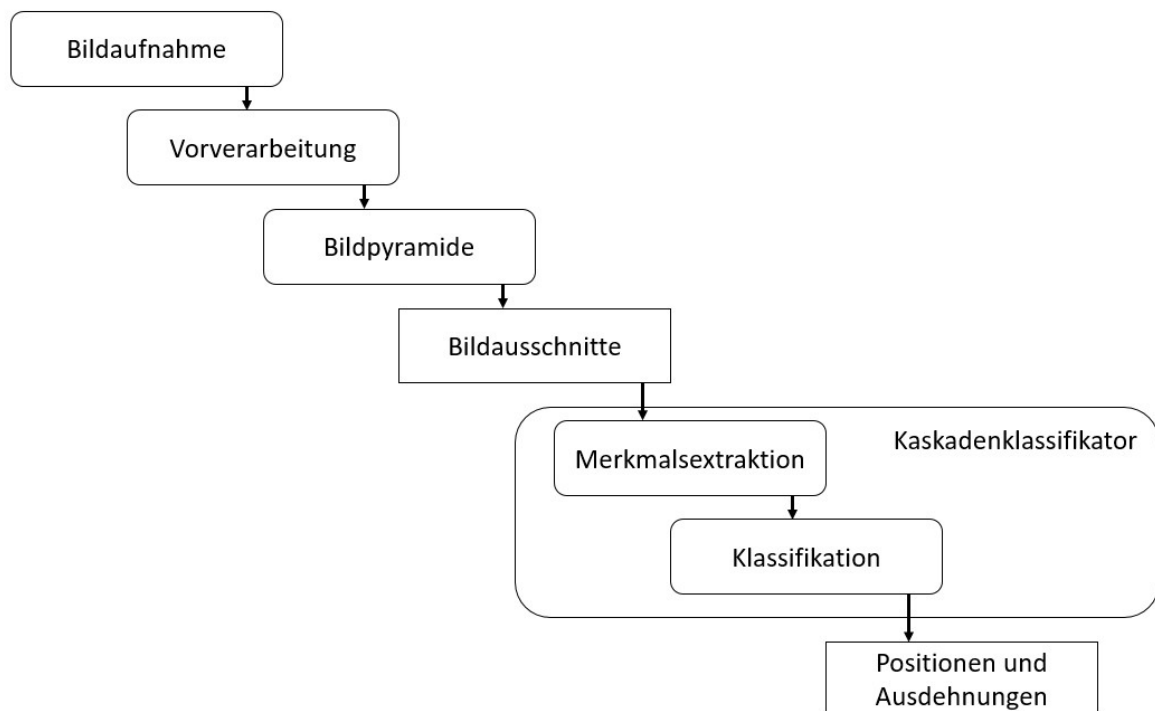 Bildaufnahme
Vorverarbeitung
Bildpyramide
Bildausschnitte
Kaskadenklassifikator
Merkmalsextraktion
Klassifikation
Positionen und
Ausdehnungen